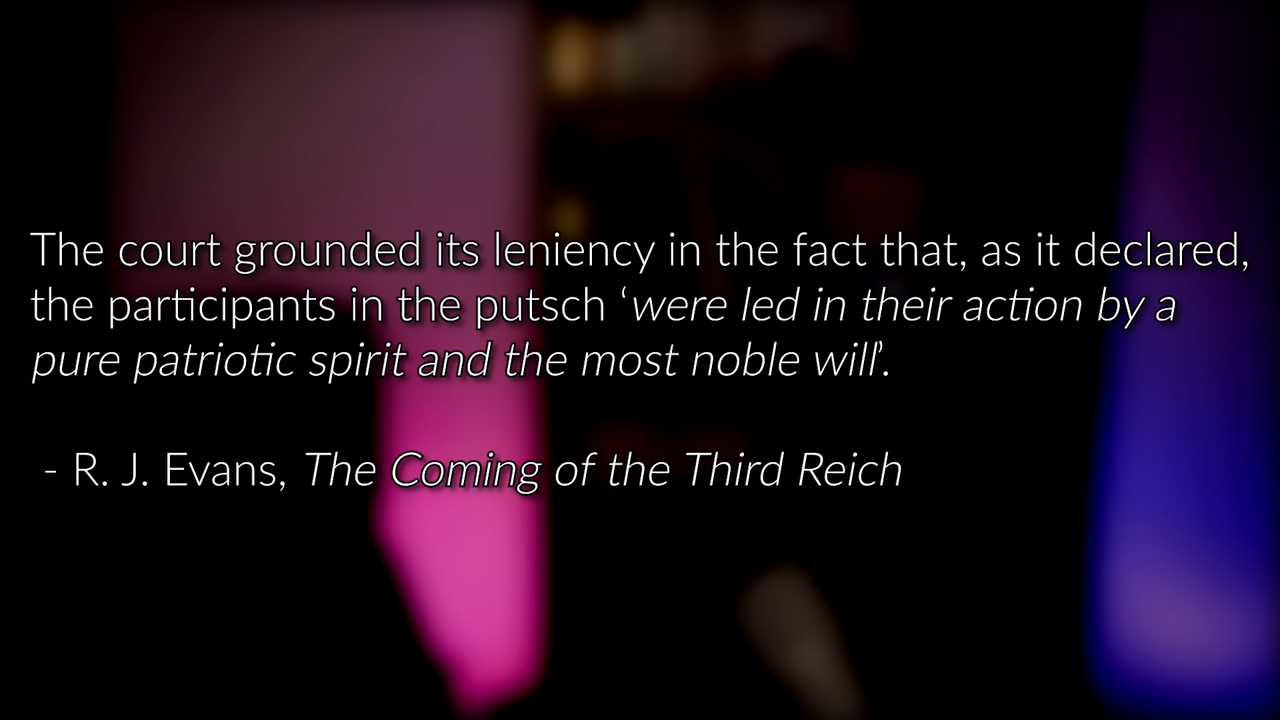 The court grounded its leniency in the fact that, as it declared,
the participants in the putsch ‘were led in their action by a
pure patriotic spirit and the most noble will’.
- R. J. Evans, The Coming of the Third Reich